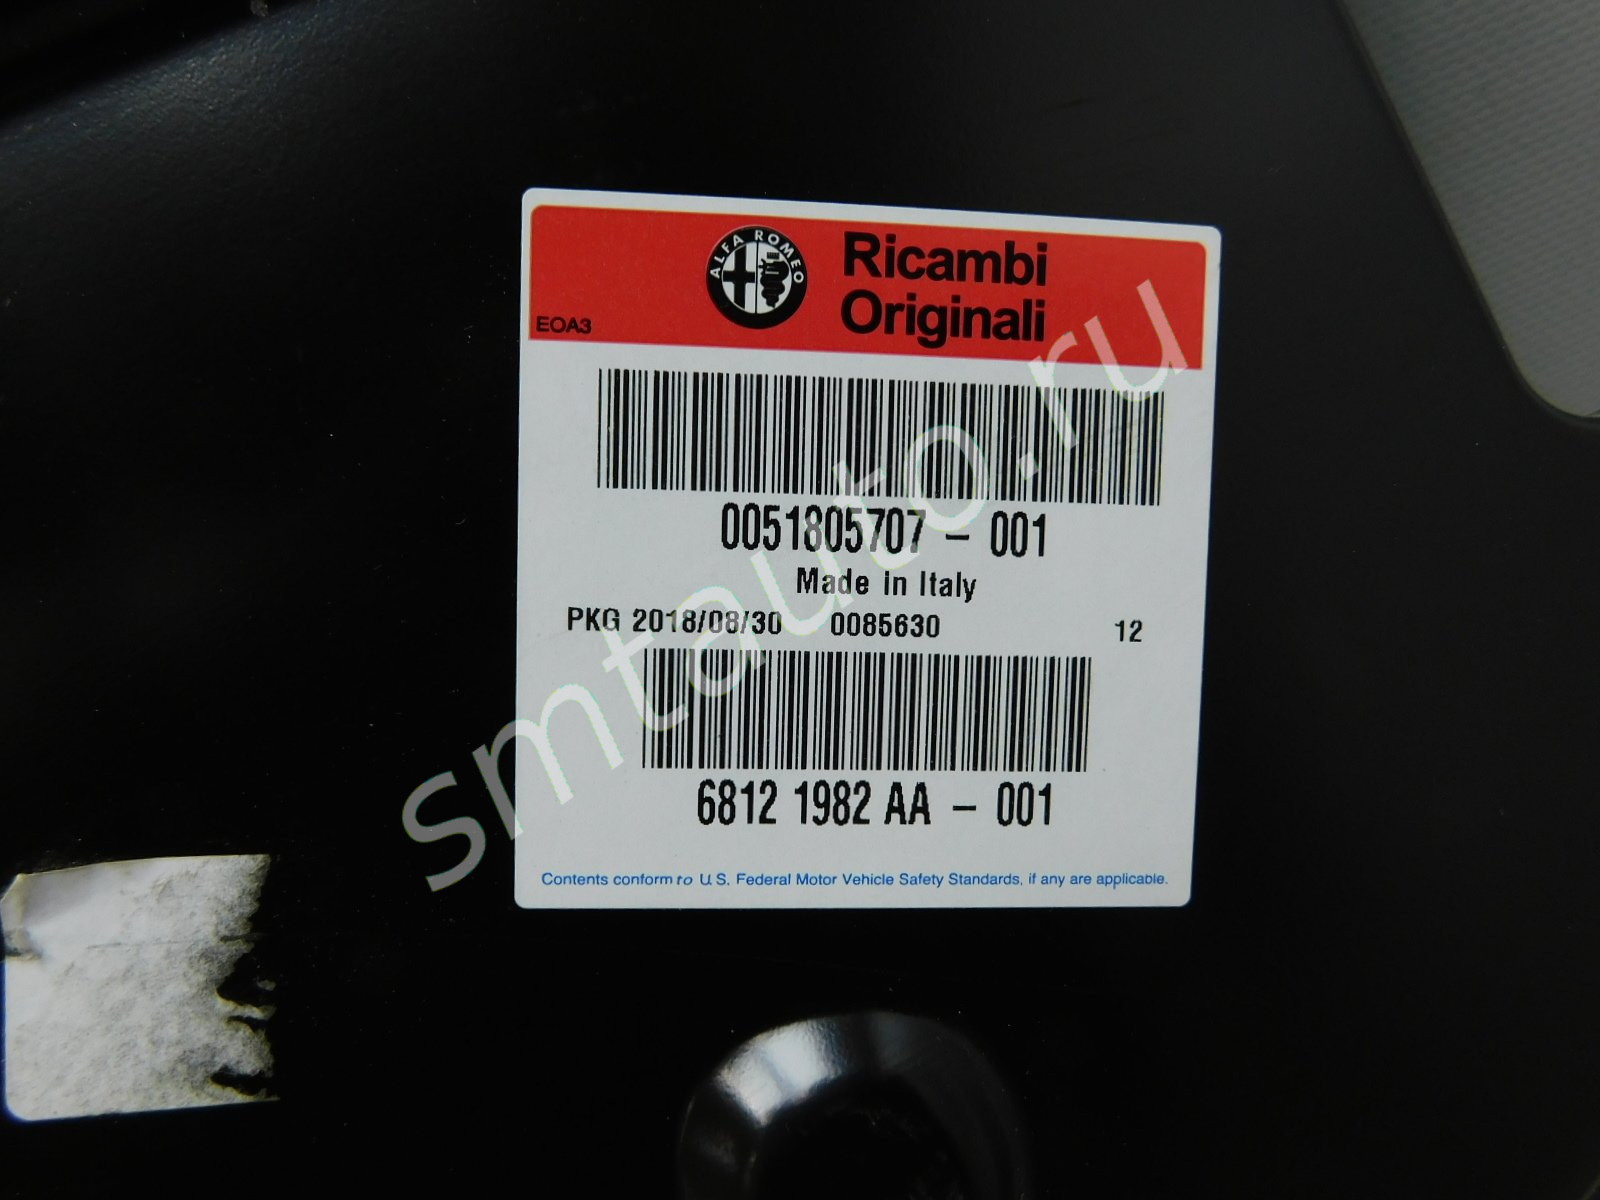 ALFA ROMEO
Ricambi
Originali
EOA3
0051805707 - 001
Made in Italy
PKG 2018/08/30 0085630 12
6812 1982 AA - 001
Contents conform to U.S. Federal Motor Vehicle Safety Standards, if any are applicable.
smtauto.ru